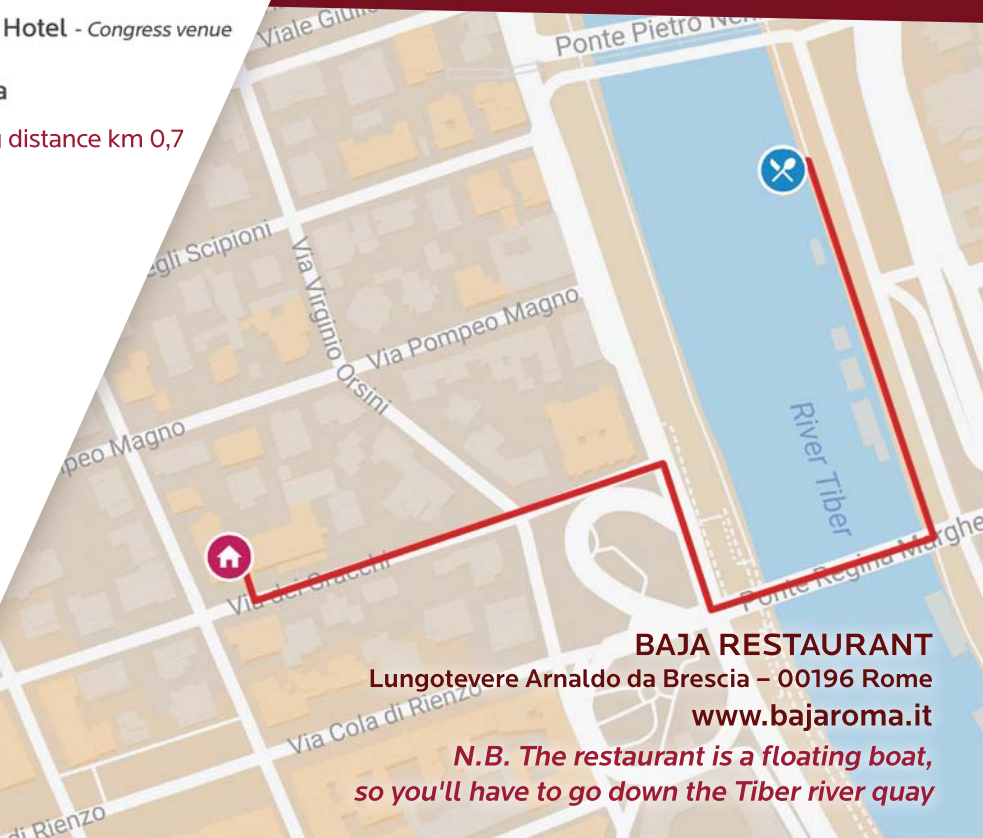 Hotel - Congress venue
a
distance km 0,7
Viale Giulio
Ponte Pietro Nenni
egli Scipioni
Via Virginio Orsini
Via Pompeo Magno
peo Magno
River Tiber
Via dei Gracchi
Ponte Regina Marghe
Via Cola di Rienzo
di Rienzo
BAJA RESTAURANT
Lungotevere Arnaldo da Brescia – 00196 Rome
www.bajaroma.it
N.B. The restaurant is a floating boat,
so you'll have to go down the Tiber river quay